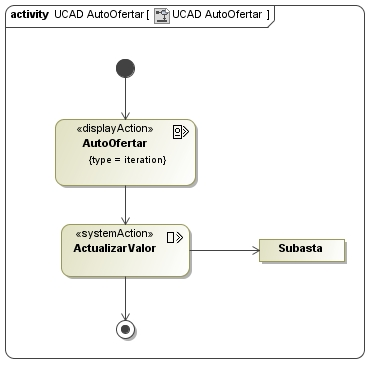 activity UCAD AutoOfertar [ UCAD AutoOfertar ]
«displayAction»
AutoOfertar
{type = iteration}
«systemAction»
ActualizarValor
Subasta